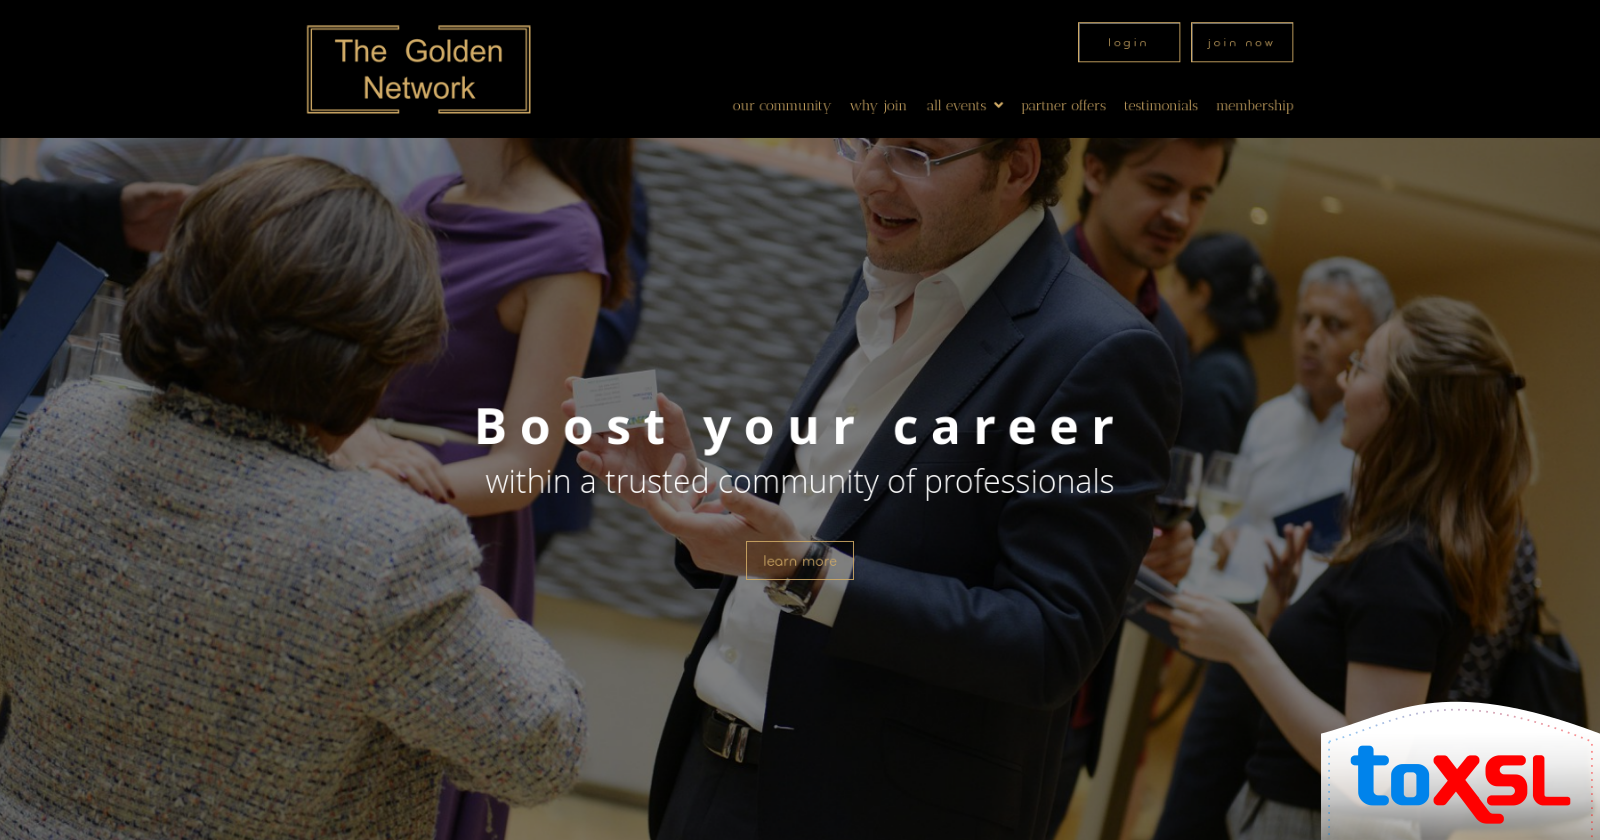 The Golden
Network
login
join now
our community
why join
all events
partner offers
testimonials
membership
Boost your career
within a trusted community of professionals
learn more
toXSL